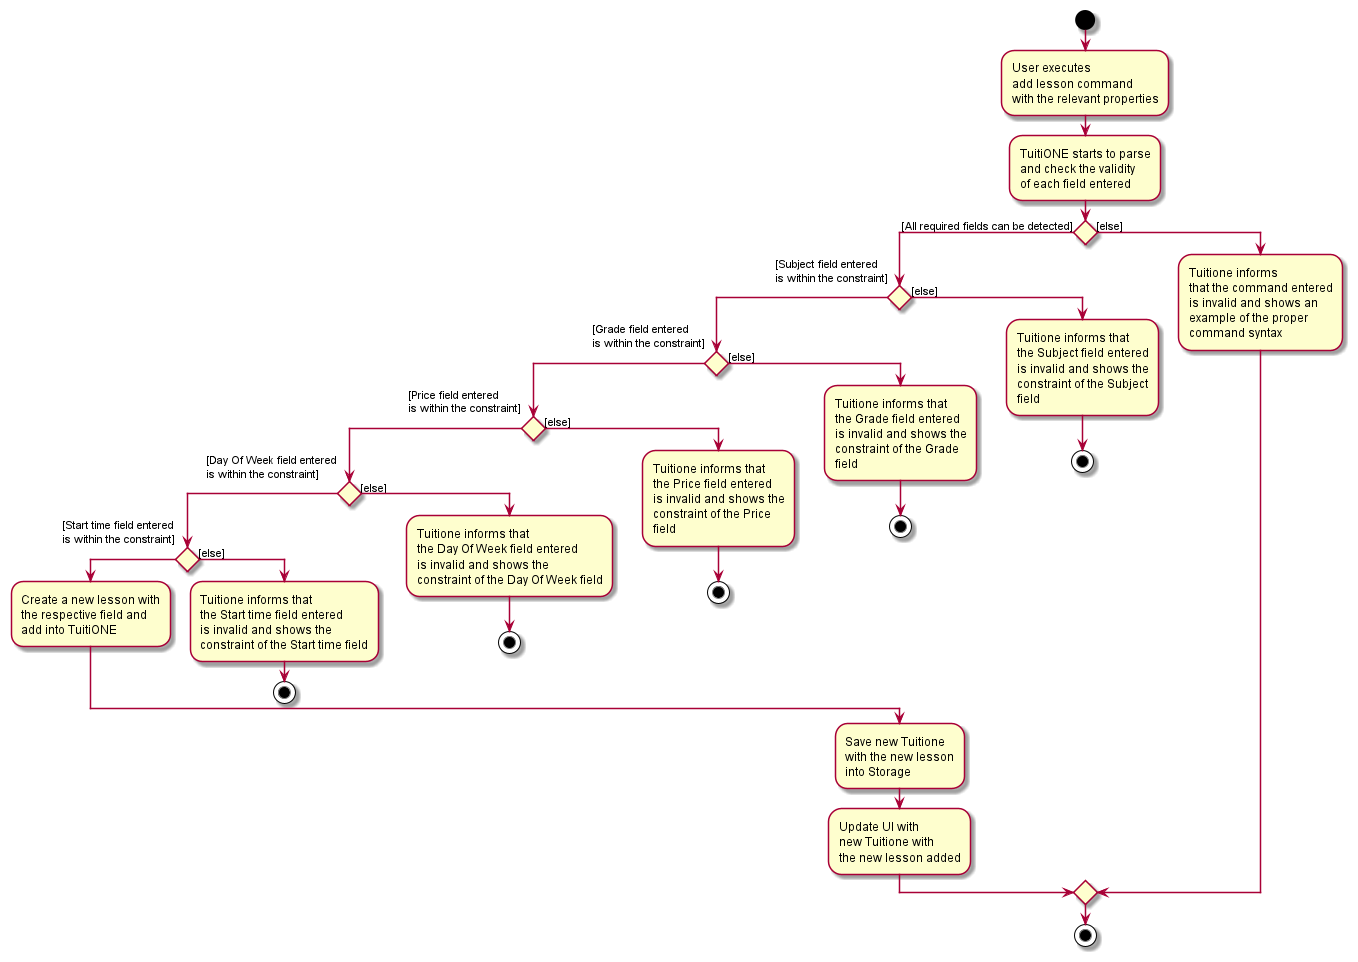 User executes
add lesson command
with the relevant properties
TuitiONE starts to parse
and check the validity
of each field entered
[All required fields can be detected]
[else]
Tuitione informs
that the command entered
is invalid and shows an
example of the proper
command syntax
[Subject field entered
is within the constraint]
[else]
Tuitione informs that
the Subject field entered
is invalid and shows the
constraint of the Subject
field
[Grade field entered
is within the constraint]
[else]
Tuitione informs that
the Grade field entered
is invalid and shows the
constraint of the Grade
field
[Price field entered
is within the constraint]
[else]
Tuitione informs that
the Price field entered
is invalid and shows the
constraint of the Price
field
[Day Of Week field entered
is within the constraint]
[else]
Tuitione informs that
the Day Of Week field entered
is invalid and shows the
constraint of the Day Of Week field
[Start time field entered
is within the constraint]
[else]
Create a new lesson with
the respective field and
add into TuitiONE
Tuitione informs that
the Start time field entered
is invalid and shows the
constraint of the Start time field
Save new Tuitione
with the new lesson
into Storage
Update UI with
new Tuitione with
the new lesson added